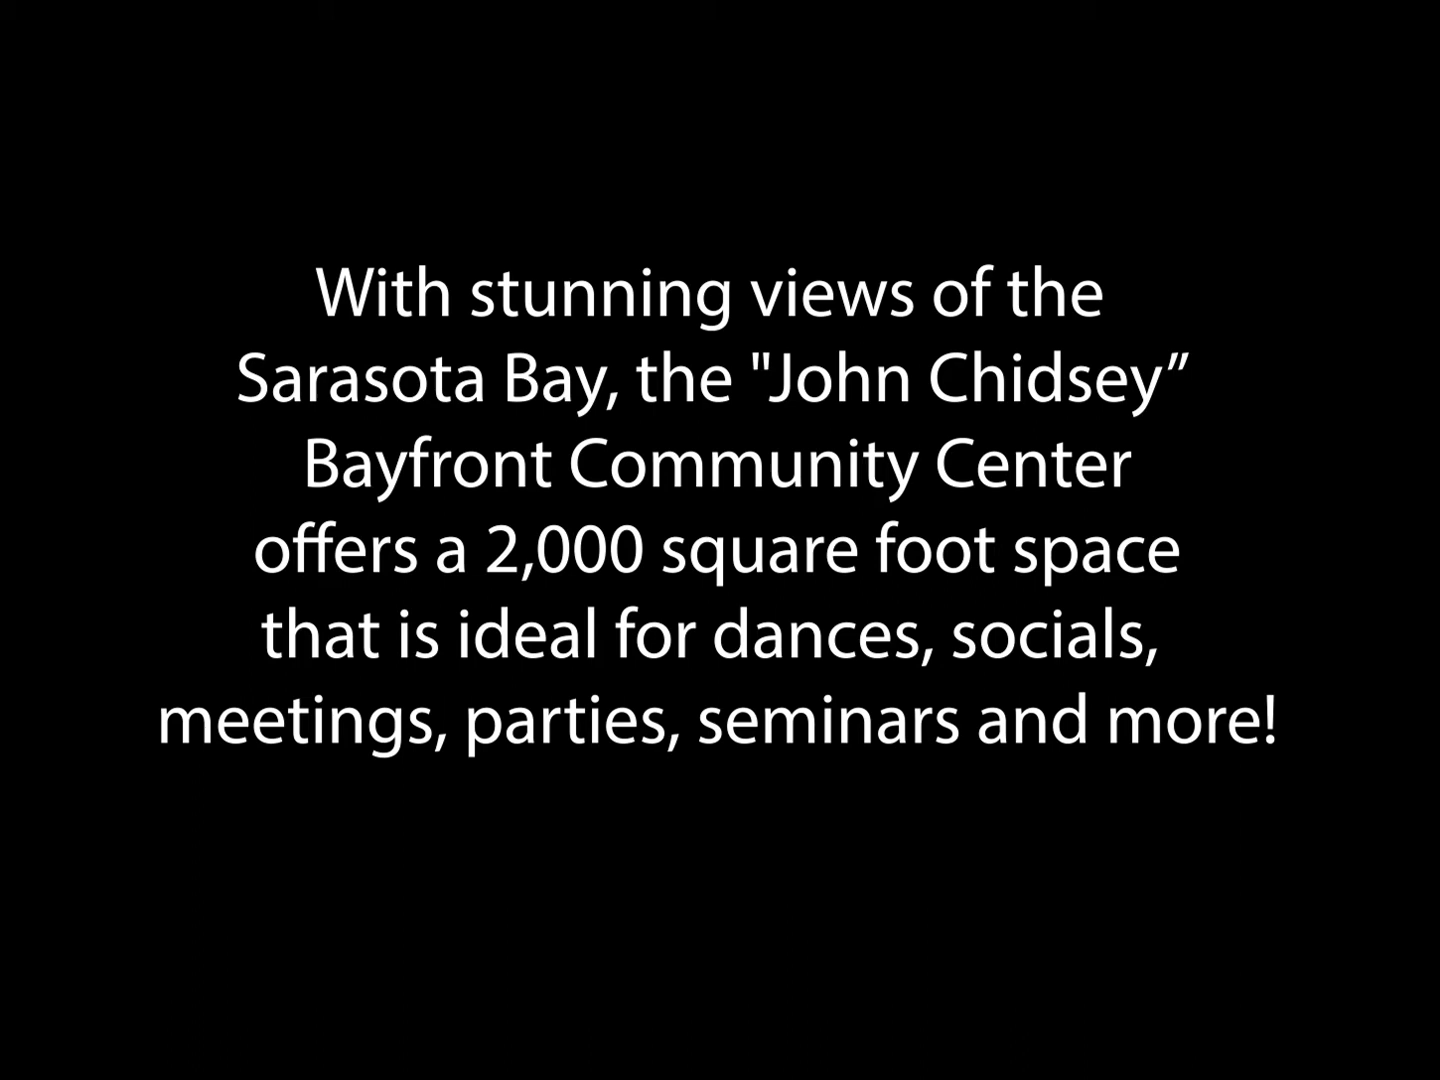 With stunning views of the
Sarasota Bay, the "John Chidsey”
Bayfront Community Center
offers a 2,000 square foot space
that is ideal for dances, socials,
meetings, parties, seminars and more!